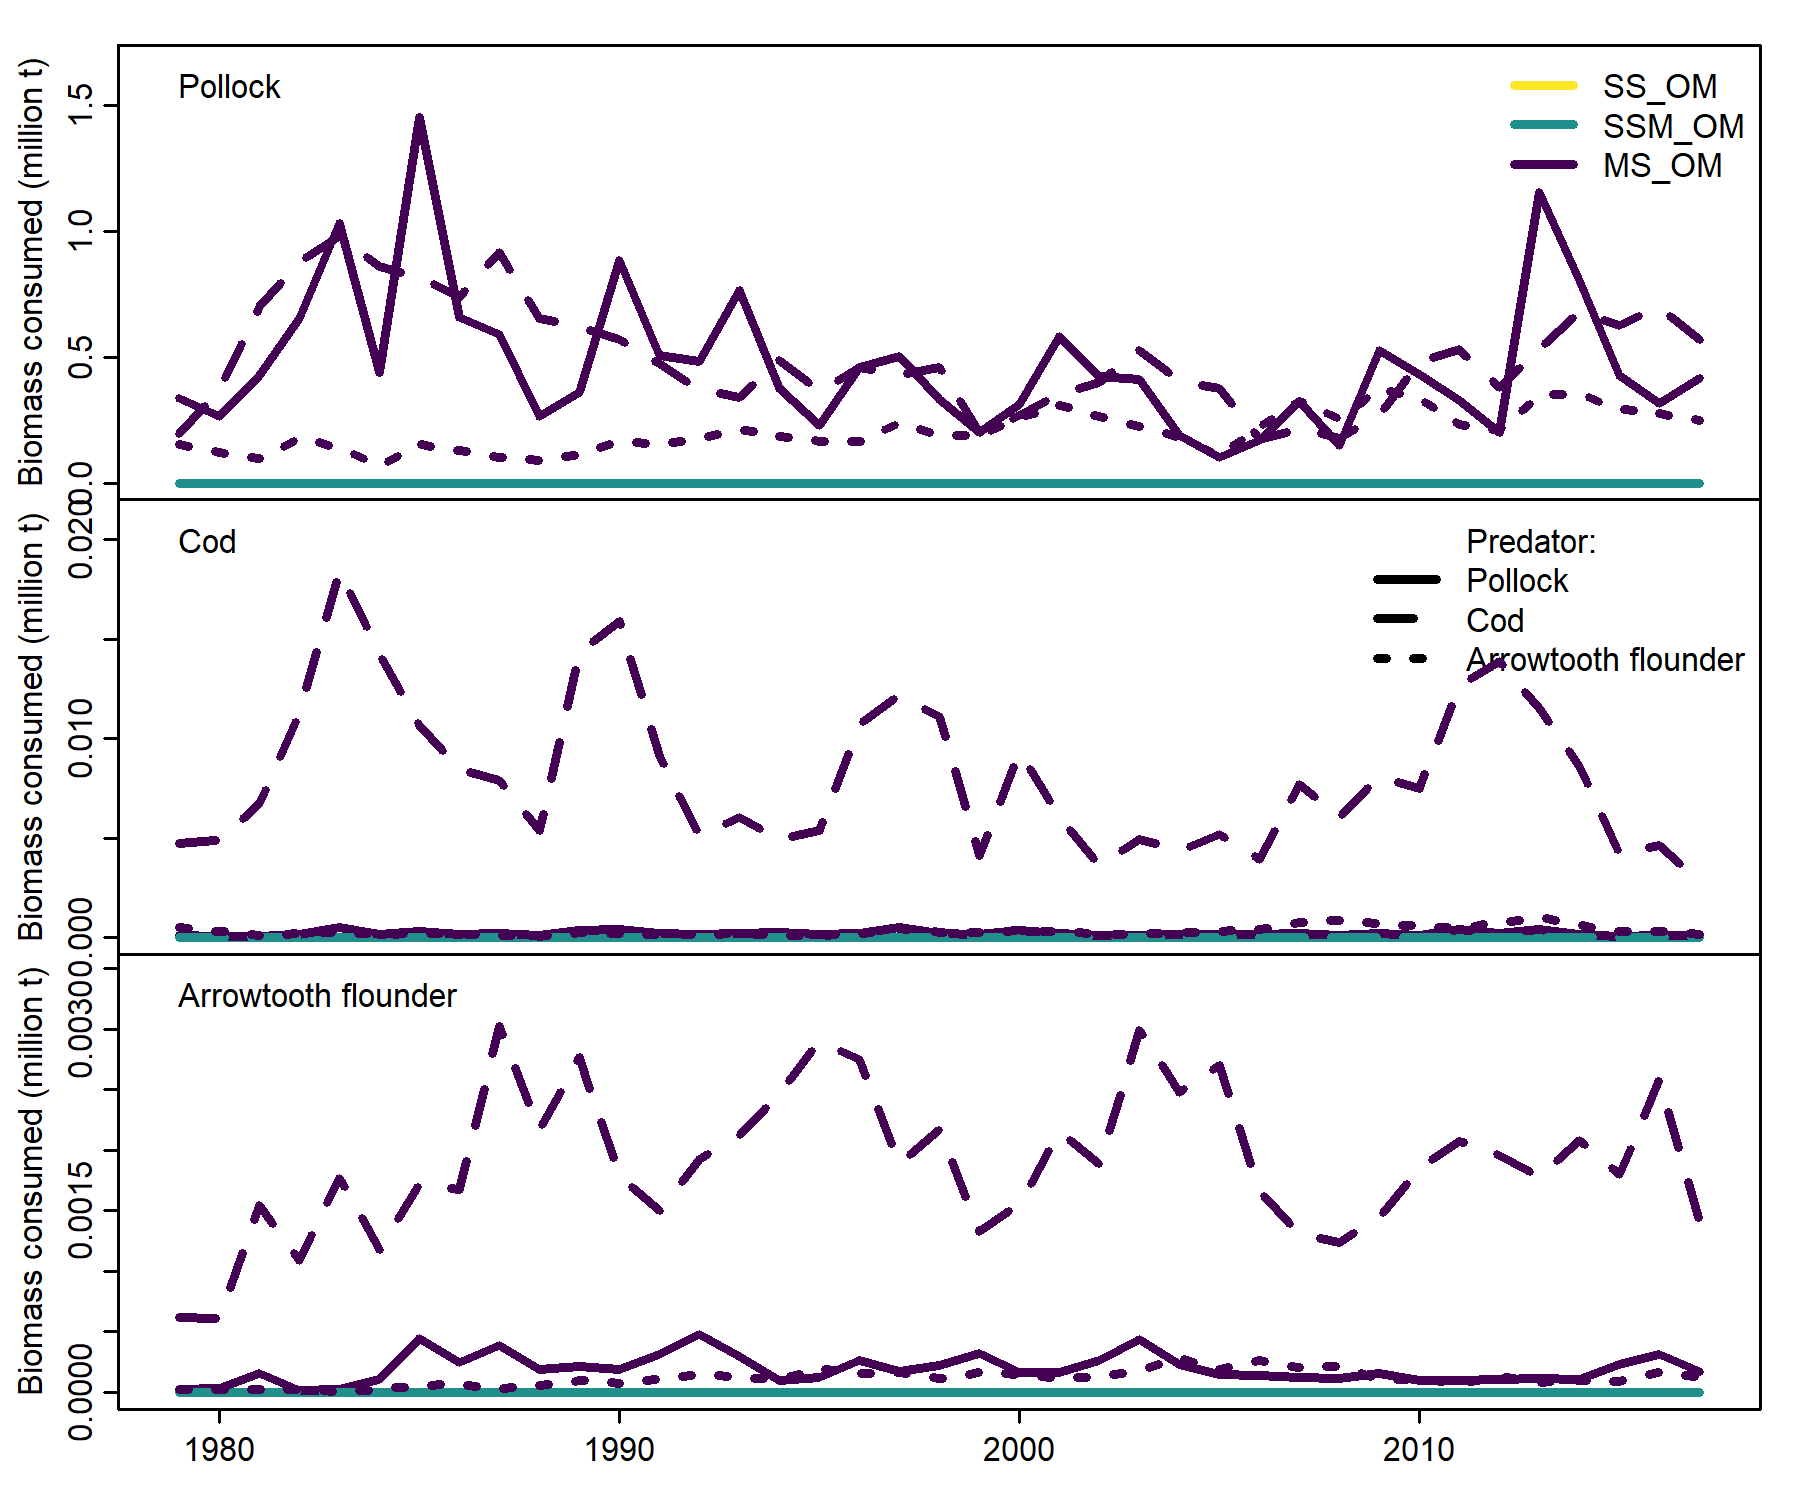 Biomass consumed (million t)
1.5
1.0
0.5
0.0
Pollock
SS_OM
SSM_OM
MS_OM
Biomass consumed (million t)
0.020
0.010
0.000
Cod
Predator:
Pollock
Cod
Arrowtooth flounder
Biomass consumed (million t)
0.0030
0.0015
0.0000
Arrowtooth flounder
1980
1990
2000
2010